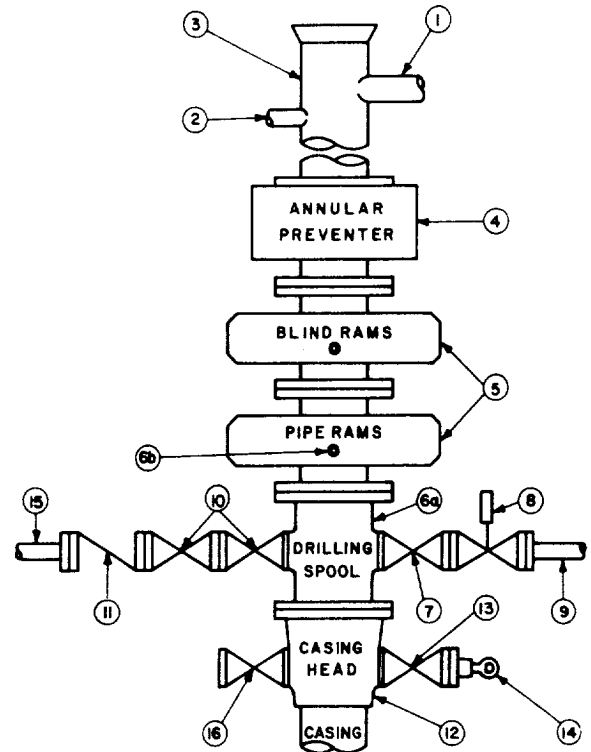 1
3
2
ANNULAR
PREVENTER
4
BLIND RAMS
5
PIPE RAMS
6b
15
10
6a
8
DRILLING
SPOOL
11
7
9
13
CASING
HEAD
16
12
14
CASING